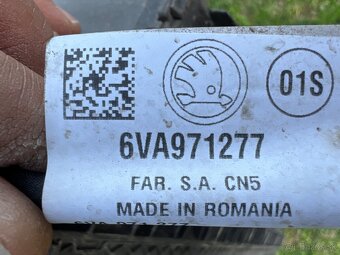 01S
6VA971277
FAR. S.A. CN5
MADE IN ROMANIA